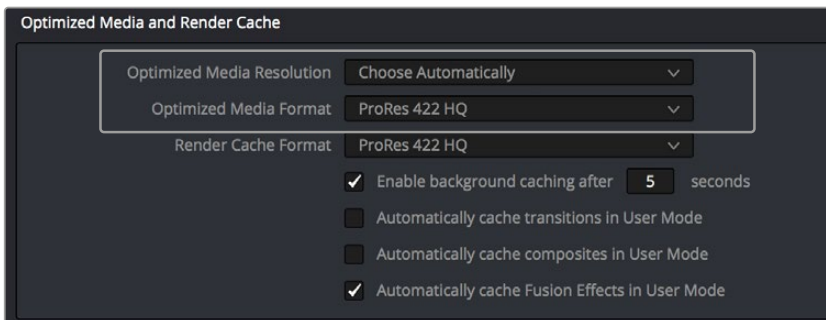 Optimized Media and Render Cache
Optimized Media Resolution Choose Automatically
Optimized Media Format ProRes 422 HQ
Render Cache Format ProRes 422 HQ
Enable background caching after 5 seconds
Automatically cache transitions in User Mode
Automatically cache composites in User Mode
Automatically cache Fusion Effects in User Mode